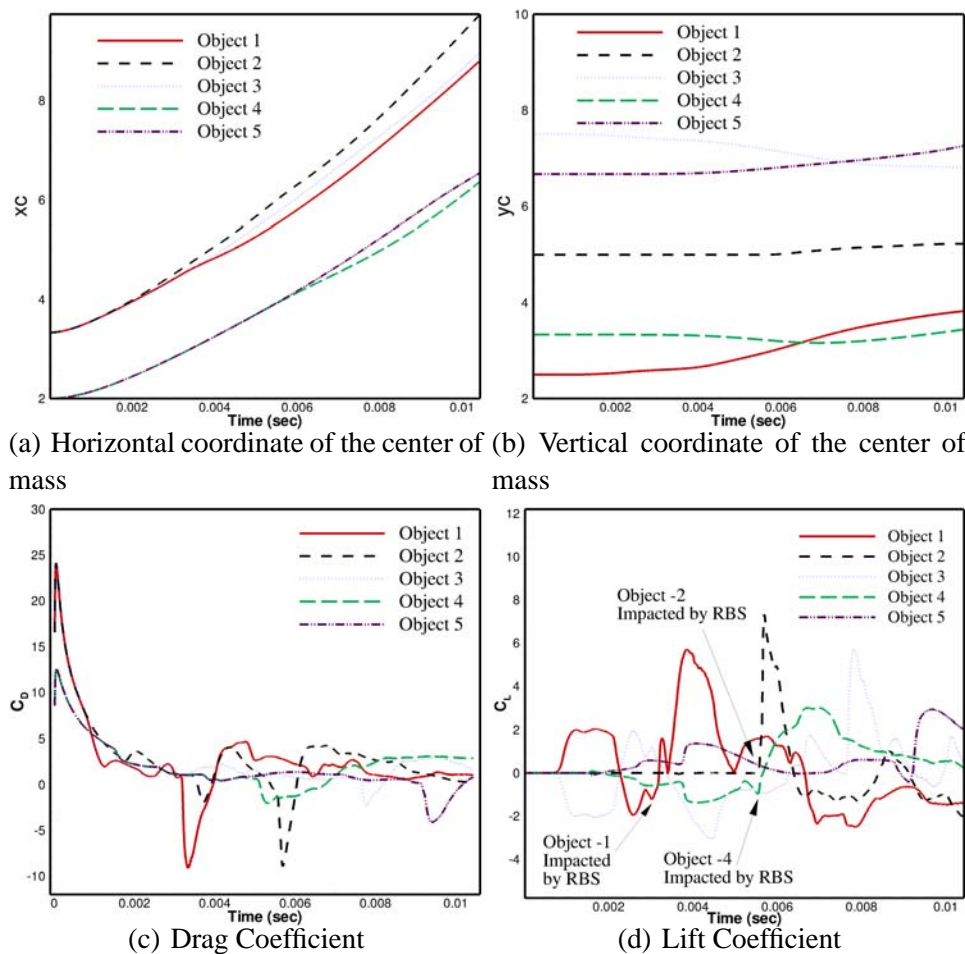 Object 1
Object 2
Object 3
Object 4
Object 5
8
6
4
2
xc
0.002
0.004
0.006
0.008
0.01
Time (sec)
(a) Horizontal coordinate of the center of mass
10
8
6
4
2
yc
Object 1
Object 2
Object 3
Object 4
Object 5
0.002
0.004
0.006
0.008
0.01
Time (sec)
(b) Vertical coordinate of the center of mass
30
25
20
15
10
5
0
-5
-10
C_D
Object 1
Object 2
Object 3
Object 4
Object 5
0
0.002
0.004
0.006
0.008
0.01
Time (sec)
(c) Drag Coefficient
12
10
8
6
4
2
0
-2
-4
C_L
Object 1
Object 2
Object 3
Object 4
Object 5
Object -2
Impacted by RBS
Object -1
Impacted
by RBS
Object -4
Impacted by RBS
0.002
0.004
0.006
0.008
0.01
Time (sec)
(d) Lift Coefficient